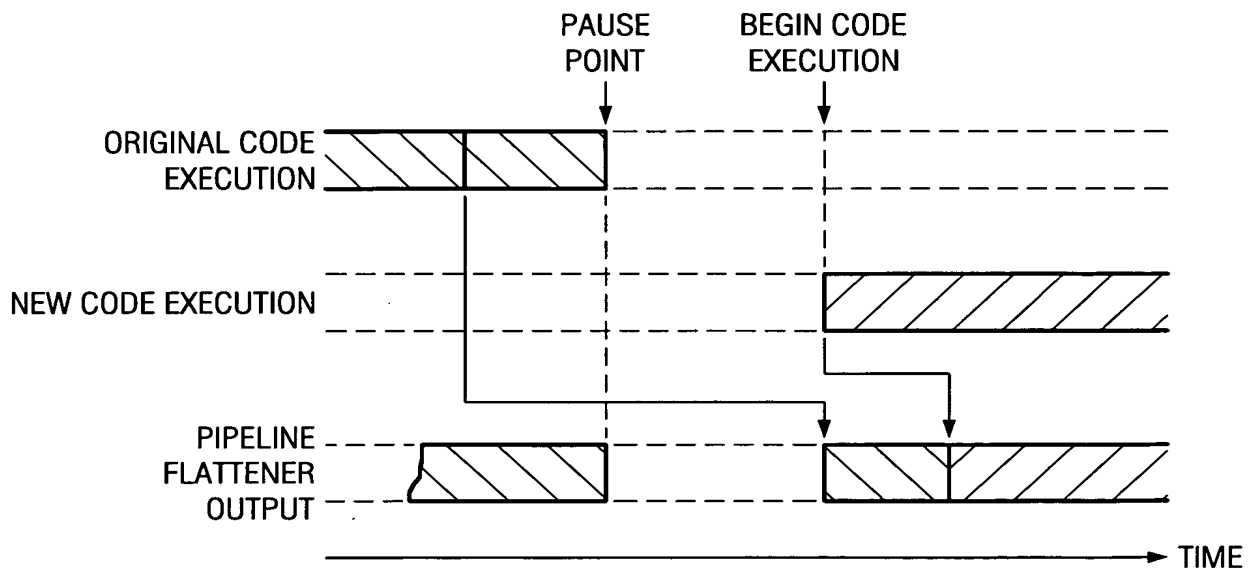 PAUSE
POINT
BEGIN CODE
EXECUTION
ORIGINAL CODE
EXECUTION
NEW CODE EXECUTION
PIPELINE
FLATTENER
OUTPUT
TIME